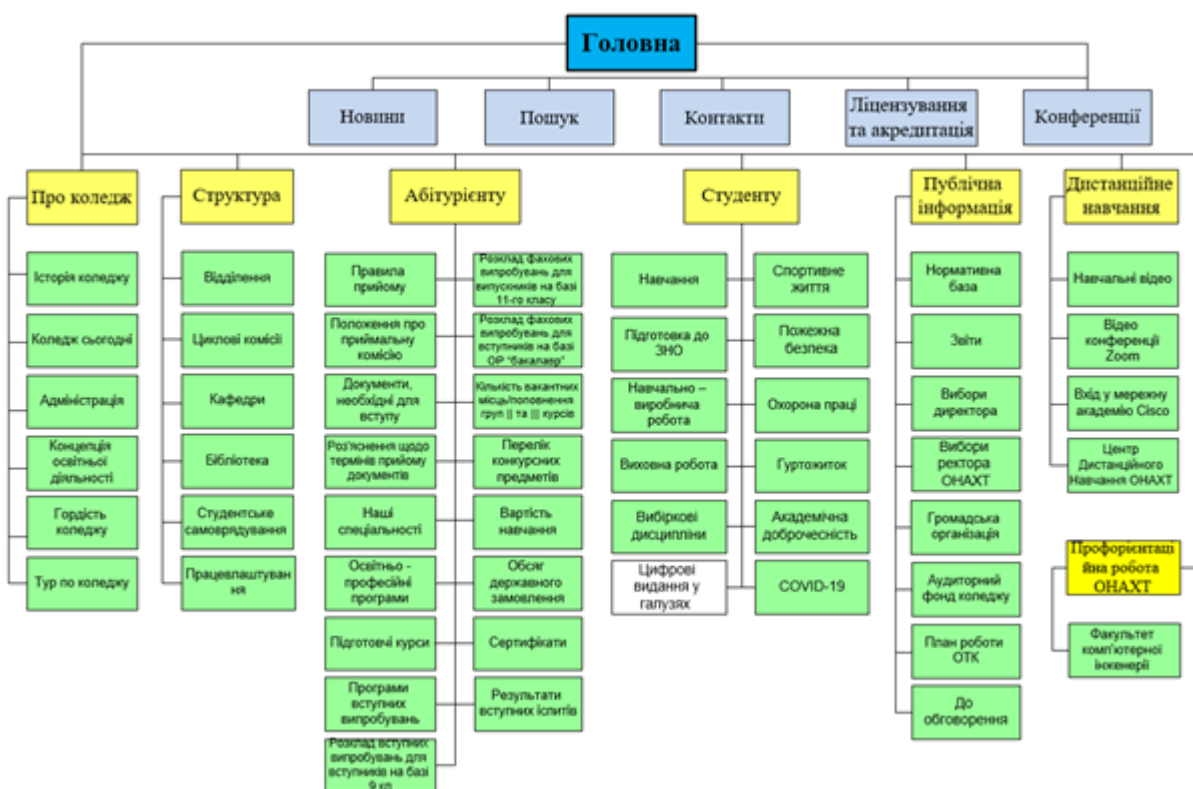 Головна
Новини
Пошук
Контакти
Ліцензування
та акредитація
Конференції
Про коледж
Структура
Абітурієнту
Студенту
Публічна
інформація
Дистанційне
навчання
Історія коледжу
Коледж сьогодні
Адміністрація
Концепція
освітньої
діяльності
Гордість
коледжу
Тур по коледжу
Відділення
Циклові комісії
Кафедри
Бібліотека
Студентське
самоврядування
Працевлаштуван
ня
Правила
прийому
Положення про
приймальну
комісію
Документи,
необхідні для
вступу
Роз'яснення щодо
термінів прийому
документів
Наші
спеціальності
Освітньо -
професійні
програми
Підготовчі курси
Програми
вступних
випробувань
Розклад вступних
випробувань для
вступників на базі
9 кл
Розклад фахових
випробувань для
випускників на базі
11-го класу
Розклад фахових
випробувань для
вступників на базі
ОР "бакалавр"
Кількість вакантних
місць/поповнення
груп || та ||| курсів
Перелік
конкурсних
предметів
Вартість
навчання
Обсяг
державного
замовлення
Сертифікати
Результати
вступних іспитів
Навчання
Підготовка до
ЗНО
Навчально –
виробнича
робота
Виховна робота
Вибіркові
дисципліни
Цифрові
видання у
галузях
Спортивне
життя
Пожежна
безпека
Охорона праці
Гуртожиток
Академічна
доброчесність
COVID-19
Нормативна
база
Звіти
Вибори
директора
Вибори
ректора
ОНАХТ
Громадська
організація
Аудиторний
фонд коледжу
План роботи
ОТК
До
обговорення
Навчальні відео
Відео
конференції
Zoom
Вхід у мережну
академію Cisco
Центр
Дистанційного
Навчання ОНАХТ
Профорієнтаці
йна робота
ОНАХТ
Факультет
комп'ютерної
інженерії